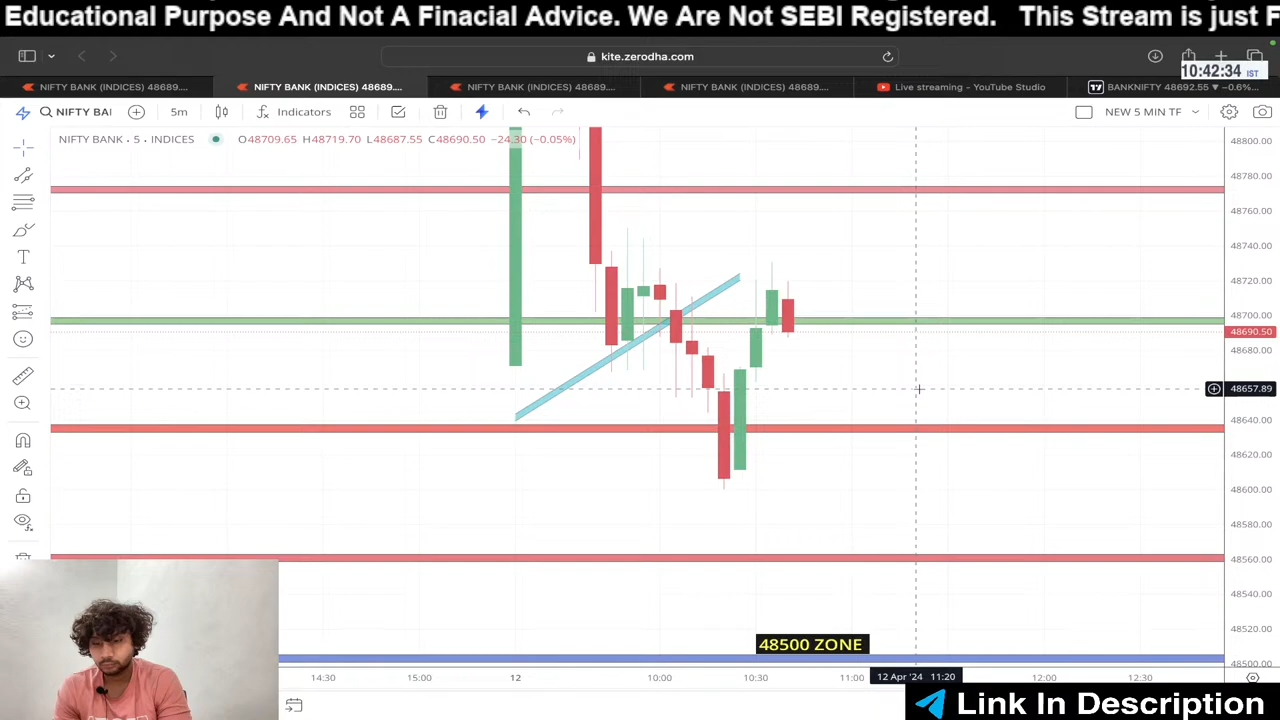 Educational Purpose And Not A Finacial Advice. We Are Not SEBI Registered. This Stream is just F
kite.zerodha.com
10:42:34 IST
NIFTY BANK (INDICES) 48689....
NIFTY BANK (INDICES) 48689....
NIFTY BANK (INDICES) 48689....
NIFTY BANK (INDICES) 48689....
Live streaming - YouTube Studio
BANKNIFTY 48692.55 ▼ −0.6%...
NIFTY BAI
5m
Indicators
NEW 5 MIN TF
NIFTY BANK · 5 · INDICES
O48709.65 H48719.70 L48687.55 C48690.50 −24.30 (−0.05%)
48800.00
48780.00
48760.00
48740.00
48720.00
48700.00
48690.50
48680.00
48657.89
48640.00
48620.00
48600.00
48580.00
48560.00
48540.00
48520.00
48500.00
48500 ZONE
14:30
15:00
12
10:00
10:30
11:00
12 Apr '24 11:20
12:00
12:30
Link In Description